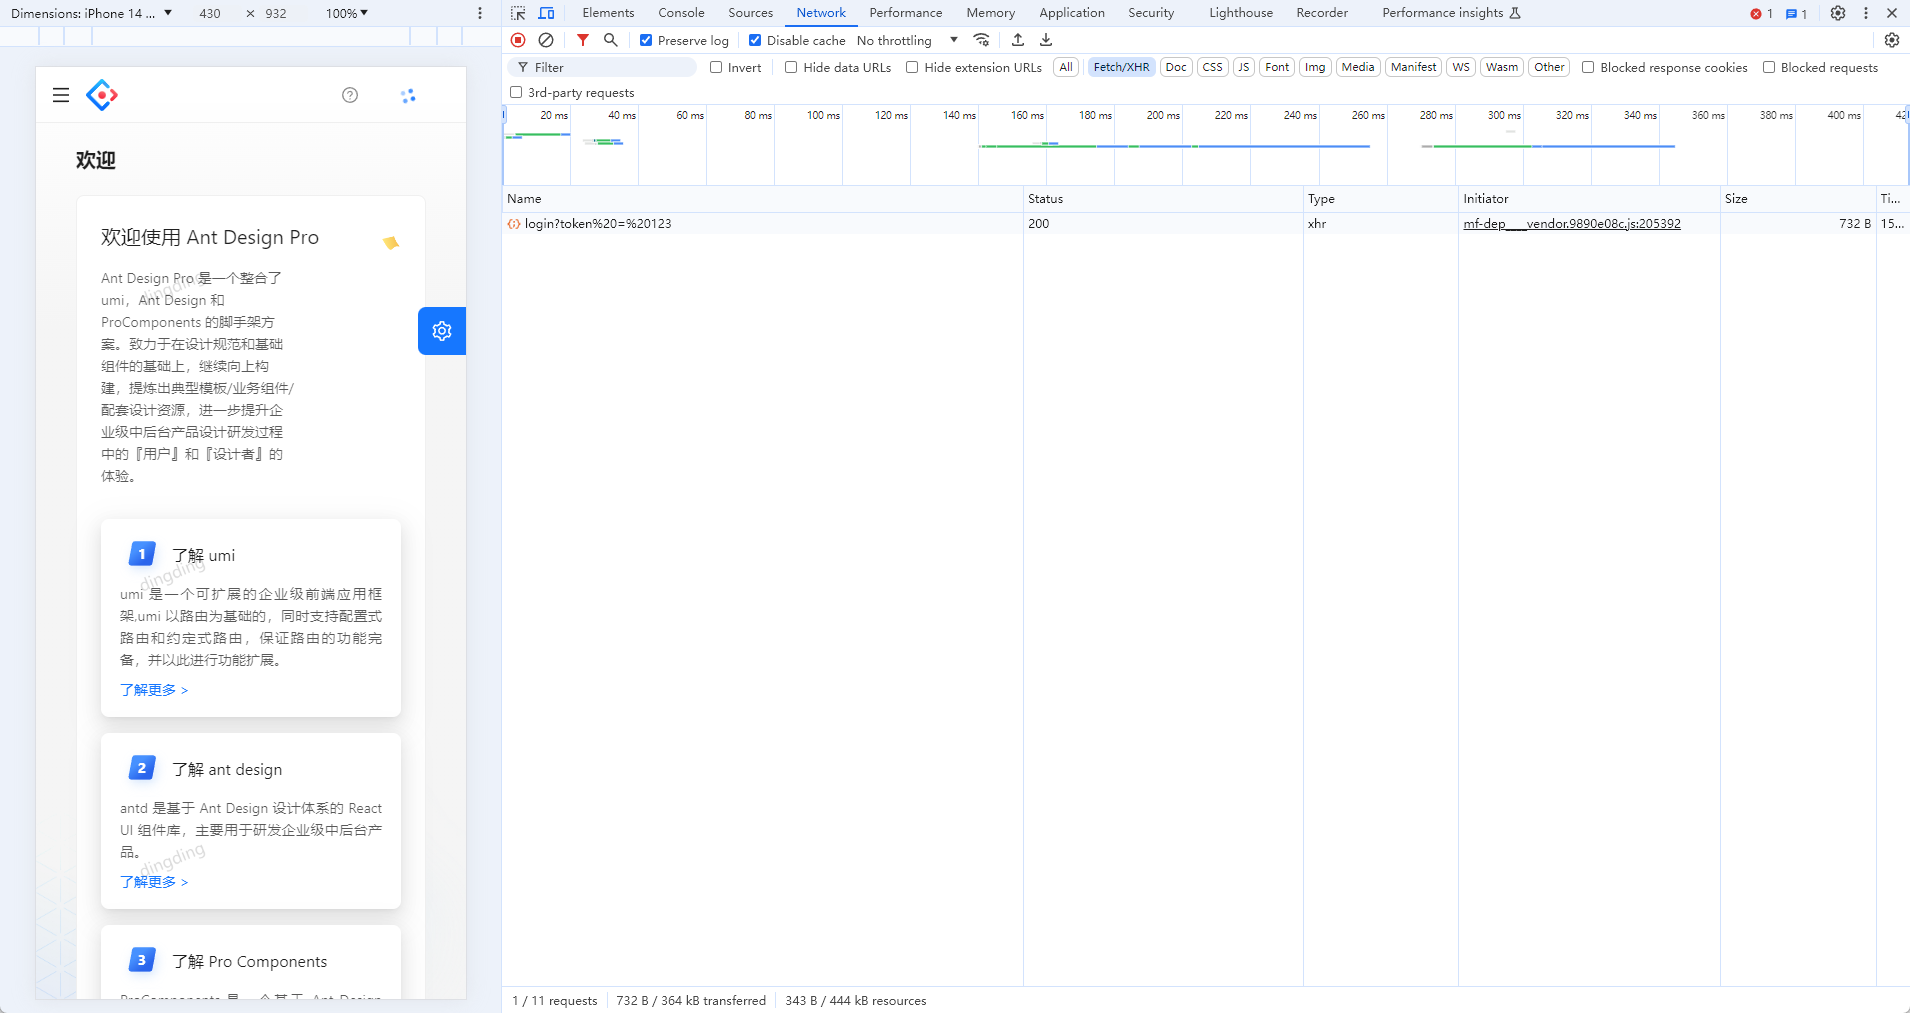 Dimensions: iPhone 14 ... ▼ 430 × 932 100% ▼
Elements Console Sources Network Performance Memory Application Security Lighthouse Recorder Performance insights 1 1
Preserve log Disable cache No throttling
Filter Invert Hide data URLs Hide extension URLs All Fetch/XHR Doc CSS JS Font Img Media Manifest WS Wasm Other Blocked response cookies Blocked requests
3rd-party requests
20 ms 40 ms 60 ms 80 ms 100 ms 120 ms 140 ms 160 ms 180 ms 200 ms 220 ms 240 ms 260 ms 280 ms 300 ms 320 ms 340 ms 360 ms 380 ms 400 ms
Name Status Type Initiator Size Ti...
login?token%20=%20123 200 xhr mf-dep____vendor.9890e08c.js:205392 732 B 15...
1 / 11 requests 732 B / 364 kB transferred 343 B / 444 kB resources
欢迎
欢迎使用 Ant Design Pro
Ant Design Pro 是一个整合了
umi，Ant Design 和
ProComponents 的脚手架方
案。致力于在设计规范和基础
组件的基础上，继续向上构
建，提炼出典型模板/业务组件/
配套设计资源，进一步提升企
业级中后台产品设计研发过程
中的『用户』和『设计者』的
体验。
dingding
1 了解 umi
dingding
umi 是一个可扩展的企业级前端应用框
架,umi 以路由为基础的，同时支持配置式
路由和约定式路由，保证路由的功能完
备，并以此进行功能扩展。
了解更多 >
2 了解 ant design
antd 是基于 Ant Design 设计体系的 React
UI 组件库，主要用于研发企业级中后台产
品。
dingding
了解更多 >
3 了解 Pro Components
ProComponents 是一个基于 Ant Design